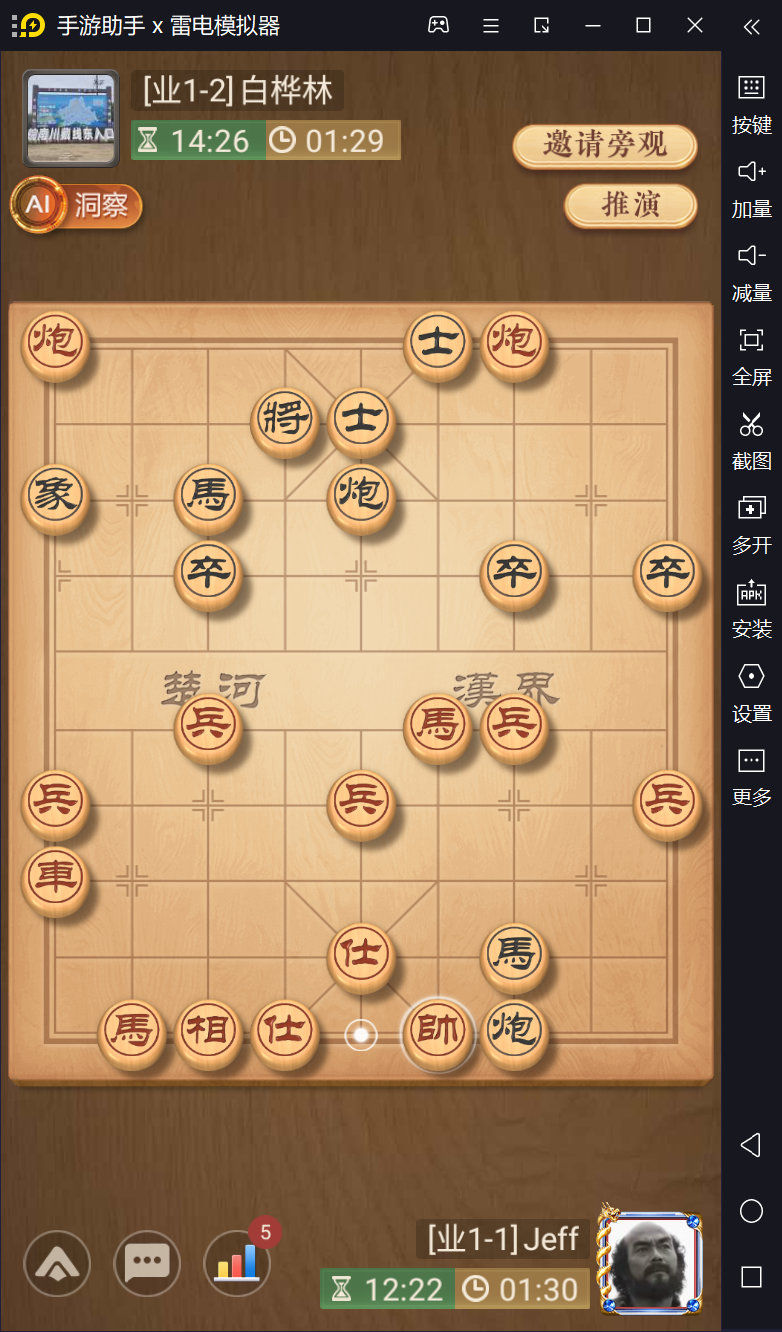 手游助手 x 雷电模拟器
[业1-2] 白桦林
14:26 01:29
邀请旁观
AI 洞察
推演
按键
加量
减量
全屏
截图
多开
安装
设置
更多
APK
炮 士 炮
將 士
象 馬 炮
卒 卒 卒
楚河 漢界
兵 馬 兵
兵 兵 兵
車
仕 馬
馬 相 仕 帥 炮
5
[业1-1] Jeff
12:22 01:30